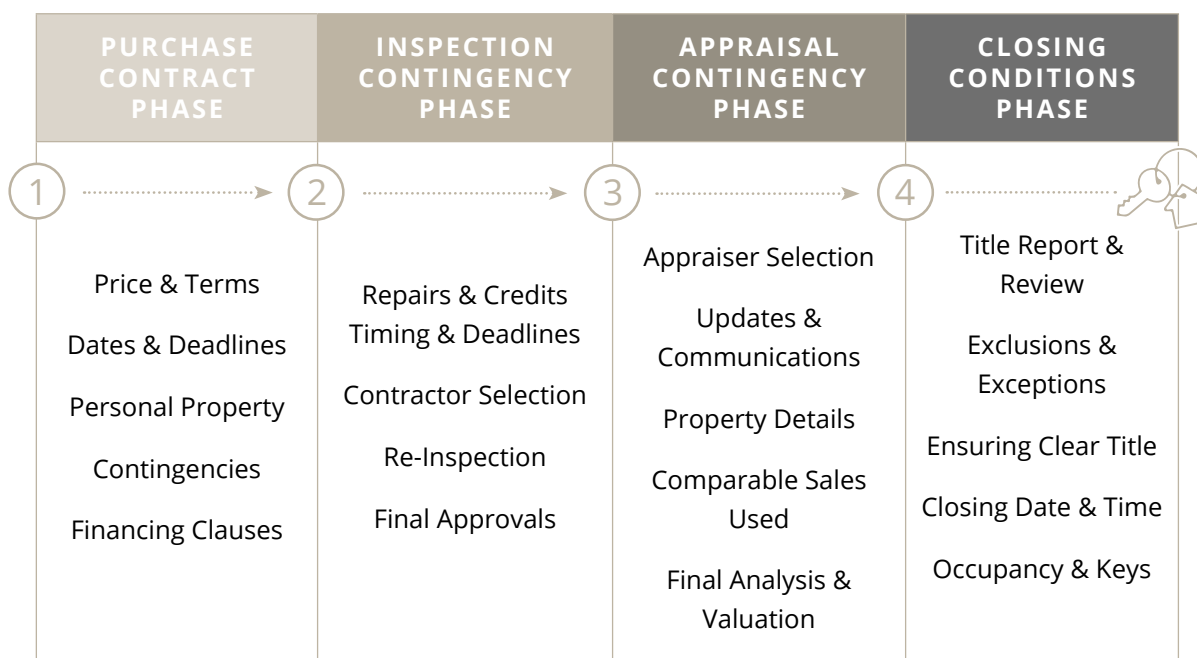 PURCHASE
CONTRACT
PHASE
INSPECTION
CONTINGENCY
PHASE
APPRAISAL
CONTINGENCY
PHASE
CLOSING
CONDITIONS
PHASE
1
2
3
4
Price & Terms
Dates & Deadlines
Personal Property
Contingencies
Financing Clauses
Repairs & Credits
Timing & Deadlines
Contractor Selection
Re-Inspection
Final Approvals
Appraiser Selection
Updates &
Communications
Property Details
Comparable Sales
Used
Final Analysis &
Valuation
Title Report &
Review
Exclusions &
Exceptions
Ensuring Clear Title
Closing Date & Time
Occupancy & Keys